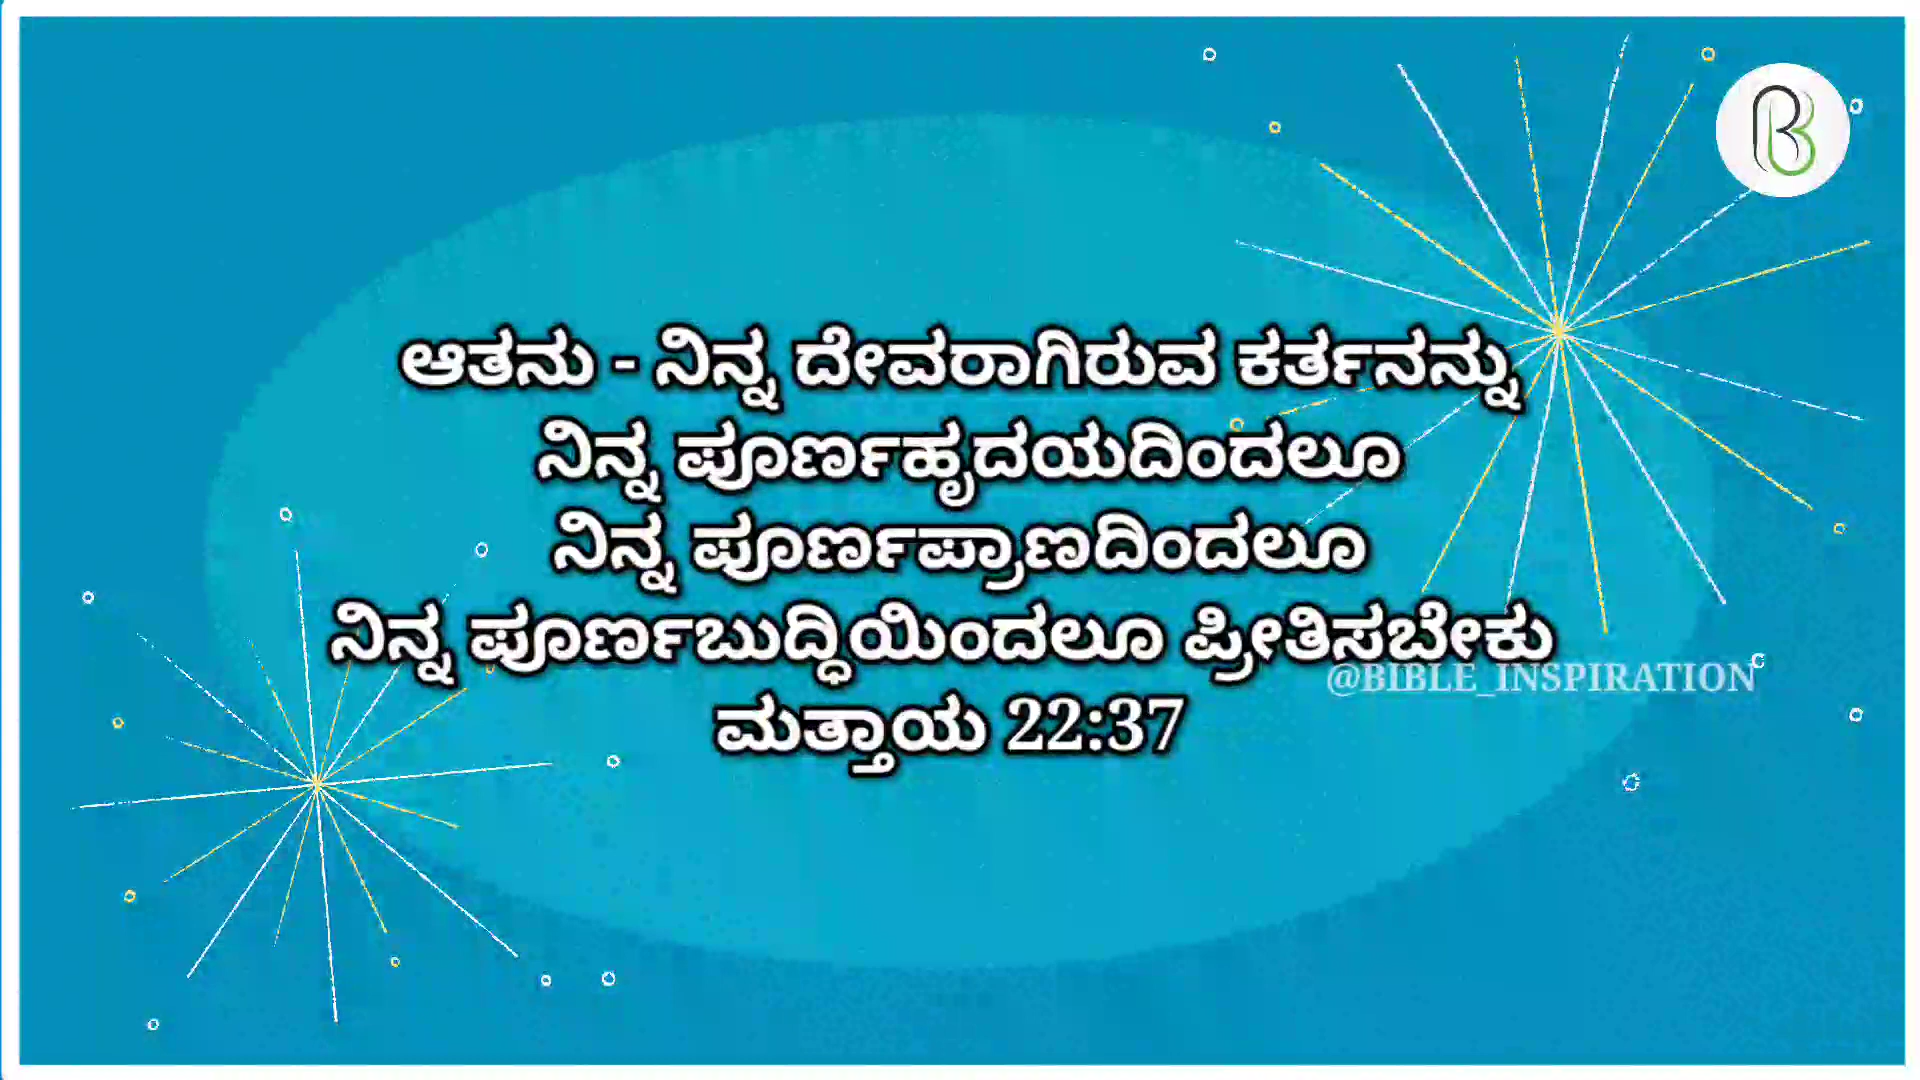 ಆತನು - ನಿನ್ನ ದೇವರಾಗಿರುವ ಕರ್ತನನ್ನು
ನಿನ್ನ ಪೂರ್ಣಹೃದಯದಿಂದಲೂ
ನಿನ್ನ ಪೂರ್ಣಪ್ರಾಣದಿಂದಲೂ
ನಿನ್ನ ಪೂರ್ಣಬುದ್ಧಿಯಿಂದಲೂ ಪ್ರೀತಿಸಬೇಕು
@BIBLE_INSPIRATION
ಮತ್ತಾಯ 22:37